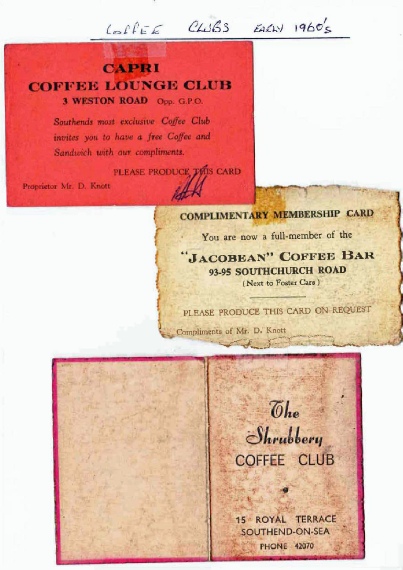 COFFEE CLUBS EARLY 1960's
CAPRI
COFFEE LOUNGE CLUB
3 WESTON ROAD Opp. G.P.O.
Southends most exclusive Coffee Club
invites you to have a free Coffee and
Sandwich with our compliments.
PLEASE PRODUCE THIS CARD
Proprietor Mr. D. Knott
COMPLIMENTARY MEMBERSHIP CARD
You are now a full-member of the
"JACOBEAN" COFFEE BAR
93-95 SOUTHCHURCH ROAD
(Next to Foster Cars)
PLEASE PRODUCE THIS CARD ON REQUEST
Compliments of Mr. D. Knott
The
Shrubbery
COFFEE CLUB
15 ROYAL TERRACE
SOUTHEND-ON-SEA
PHONE 42070